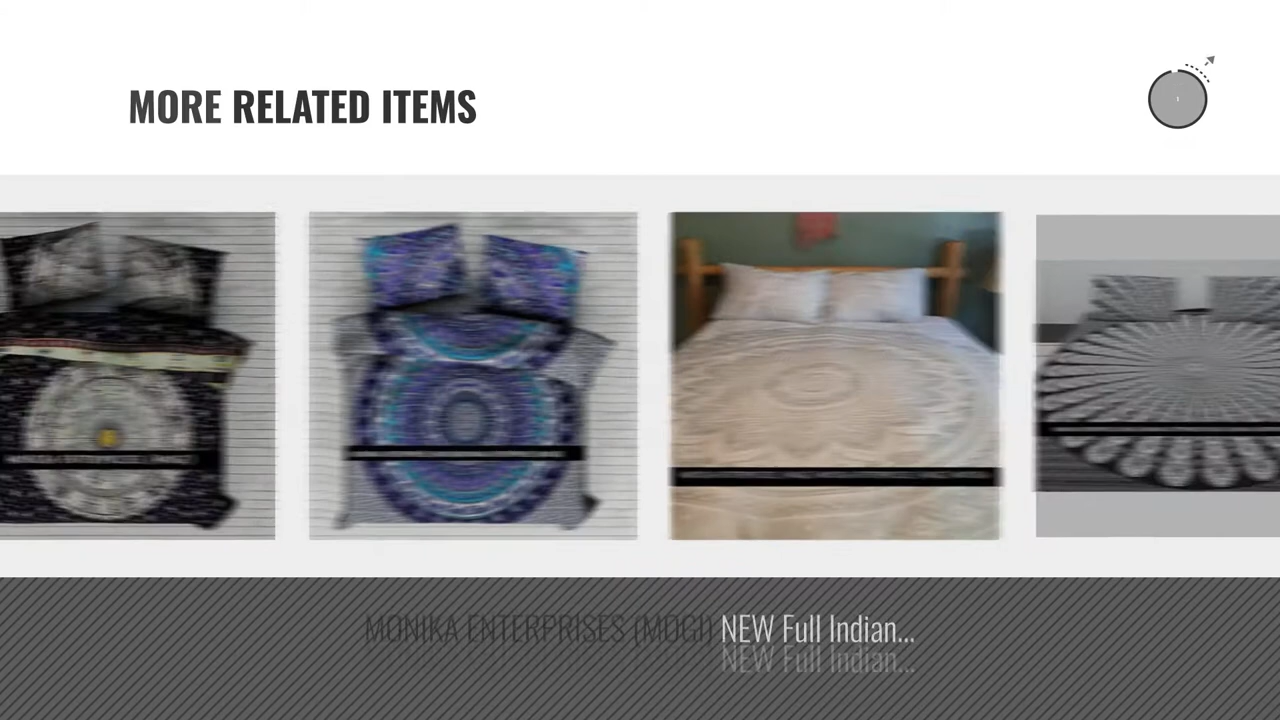 MORE RELATED ITEMS
MONIKA ENTERPRISES (MOGI) NEW Full Indian...
NEW Full Indian...